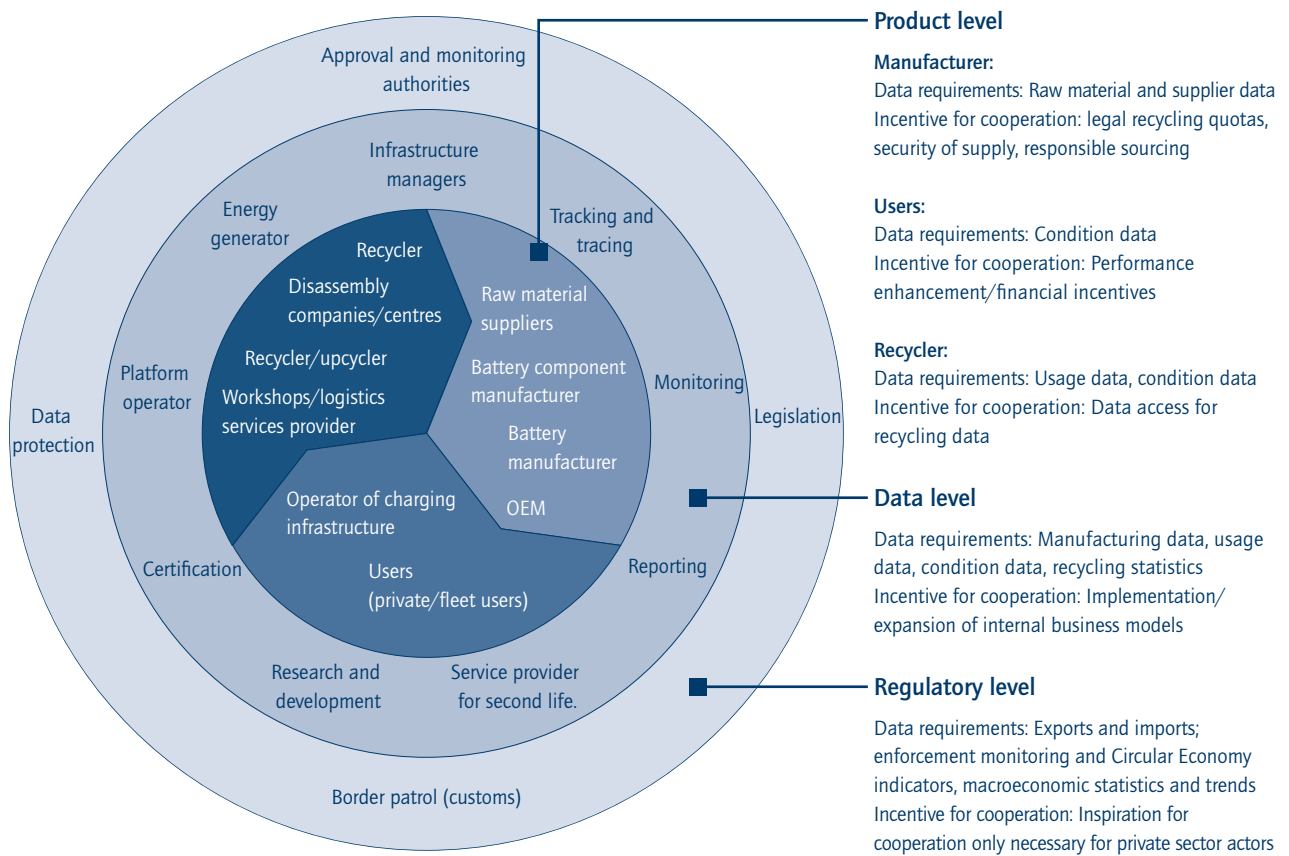 Approval and monitoring
authorities
Infrastructure
managers
Energy
generator
Tracking and
tracing
Platform
operator
Monitoring
Data
protection
Legislation
Certification
Reporting
Research and
development
Service provider
for second life.
Border patrol (customs)
Recycler
Disassembly
companies/centres
Recycler/upcycler
Workshops/logistics
services provider
Raw material
suppliers
Battery component
manufacturer
Battery
manufacturer
OEM
Operator of charging
infrastructure
Users
(private/fleet users)
Product level
Manufacturer:
Data requirements: Raw material and supplier data
Incentive for cooperation: legal recycling quotas,
security of supply, responsible sourcing
Users:
Data requirements: Condition data
Incentive for cooperation: Performance
enhancement/financial incentives
Recycler:
Data requirements: Usage data, condition data
Incentive for cooperation: Data access for
recycling data
Data level
Data requirements: Manufacturing data, usage
data, condition data, recycling statistics
Incentive for cooperation: Implementation/
expansion of internal business models
Regulatory level
Data requirements: Exports and imports;
enforcement monitoring and Circular Economy
indicators, macroeconomic statistics and trends
Incentive for cooperation: Inspiration for
cooperation only necessary for private sector actors